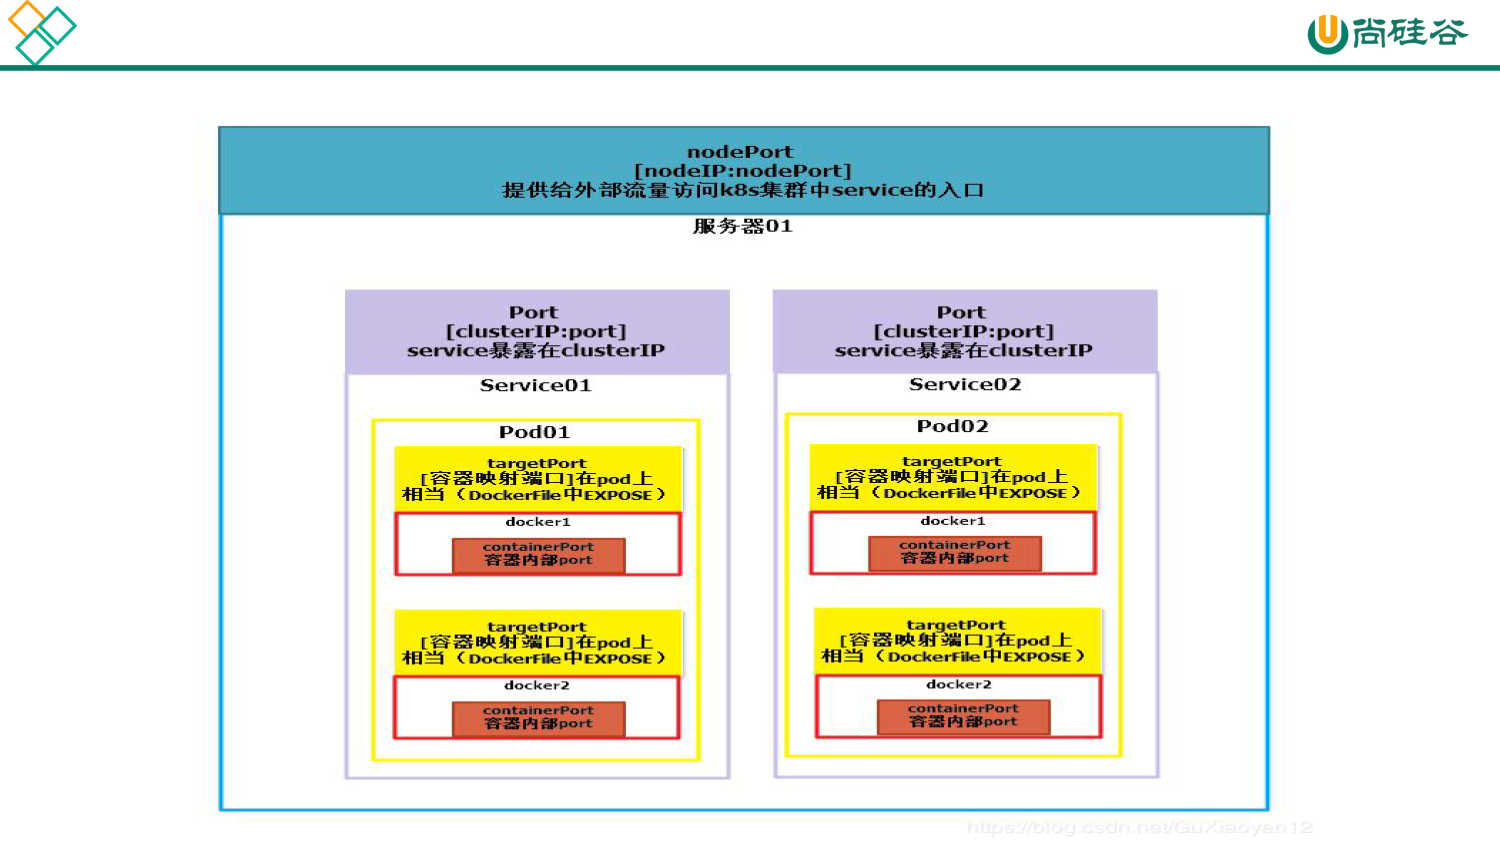 尚硅谷
nodePort
[nodeIP:nodePort]
提供给外部流量访问k8s集群中service的入口
服务器01
Port
[clusterIP:port]
service暴露在clusterIP
Service01
Pod01
targetPort
[容器映射端口]在pod上
相当（DockerFile中EXPOSE）
docker1
containerPort
容器内部port
targetPort
[容器映射端口]在pod上
相当（DockerFile中EXPOSE）
docker2
containerPort
容器内部port
Port
[clusterIP:port]
service暴露在clusterIP
Service02
Pod02
targetPort
[容器映射端口]在pod上
相当（DockerFile中EXPOSE）
docker1
containerPort
容器内部port
targetPort
[容器映射端口]在pod上
相当（DockerFile中EXPOSE）
docker2
containerPort
容器内部port
https://blog.csdn.net/GuXiaoyan12